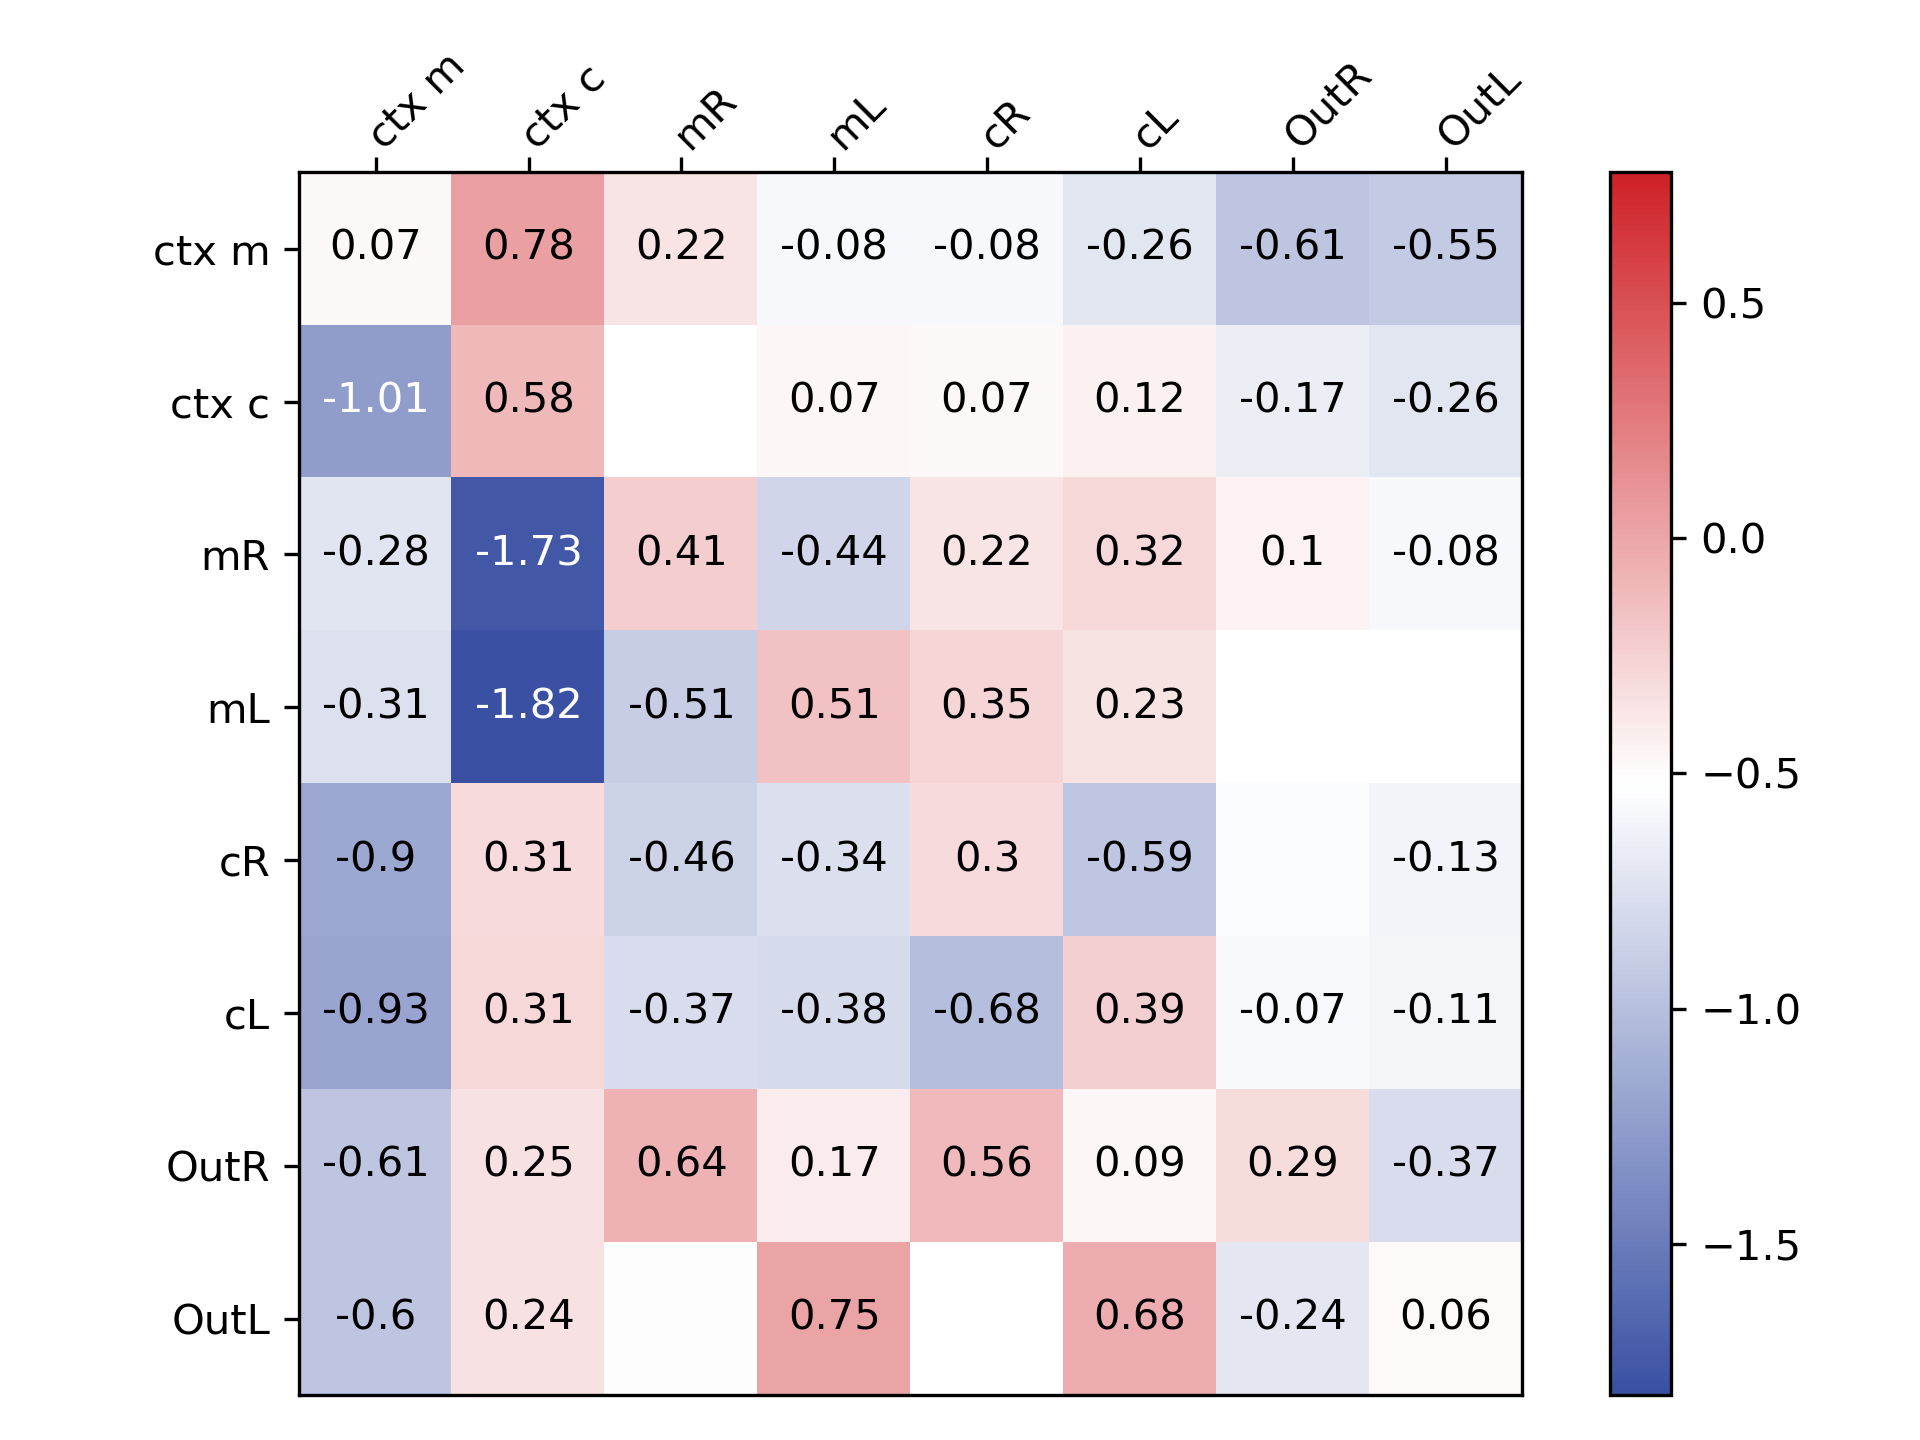 ctx m ctx c mR mL cR cL OutR OutL
ctx m 0.07 0.78 0.22 -0.08 -0.08 -0.26 -0.61 -0.55
ctx c -1.01 0.58 0.07 0.07 0.12 -0.17 -0.26
mR -0.28 -1.73 0.41 -0.44 0.22 0.32 0.1 -0.08
mL -0.31 -1.82 -0.51 0.51 0.35 0.23
cR -0.9 0.31 -0.46 -0.34 0.3 -0.59 -0.13
cL -0.93 0.31 -0.37 -0.38 -0.68 0.39 -0.07 -0.11
OutR -0.61 0.25 0.64 0.17 0.56 0.09 0.29 -0.37
OutL -0.6 0.24 0.75 0.68 -0.24 0.06
0.5
0.0
−0.5
−1.0
−1.5